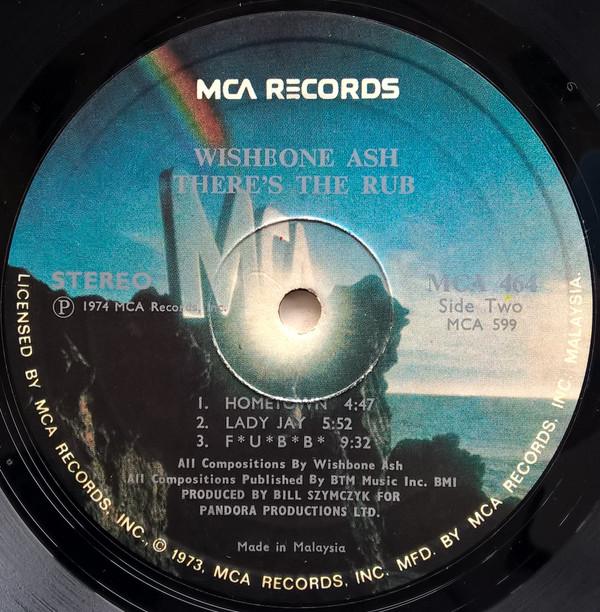 MCA RECORDS
WISHBONE ASH
THERE'S THE RUB
MCA
STEREO
Ⓟ 1974 MCA Records, Inc.
MCA 464
Side Two
MCA 599
1. HOMETOWN 4:47
2. LADY JAY 5:52
3. F*U*B*B* 9:32
All Compositions By Wishbone Ash
All Compositions Published By BTM Music Inc. BMI
PRODUCED BY BILL SZYMCZYK FOR
PANDORA PRODUCTIONS LTD.
Made in Malaysia
LICENSED BY MCA RECORDS, INC., © 1973. MCA RECORDS, INC. MFD. BY MCA RECORDS, INC. MALAYSIA.